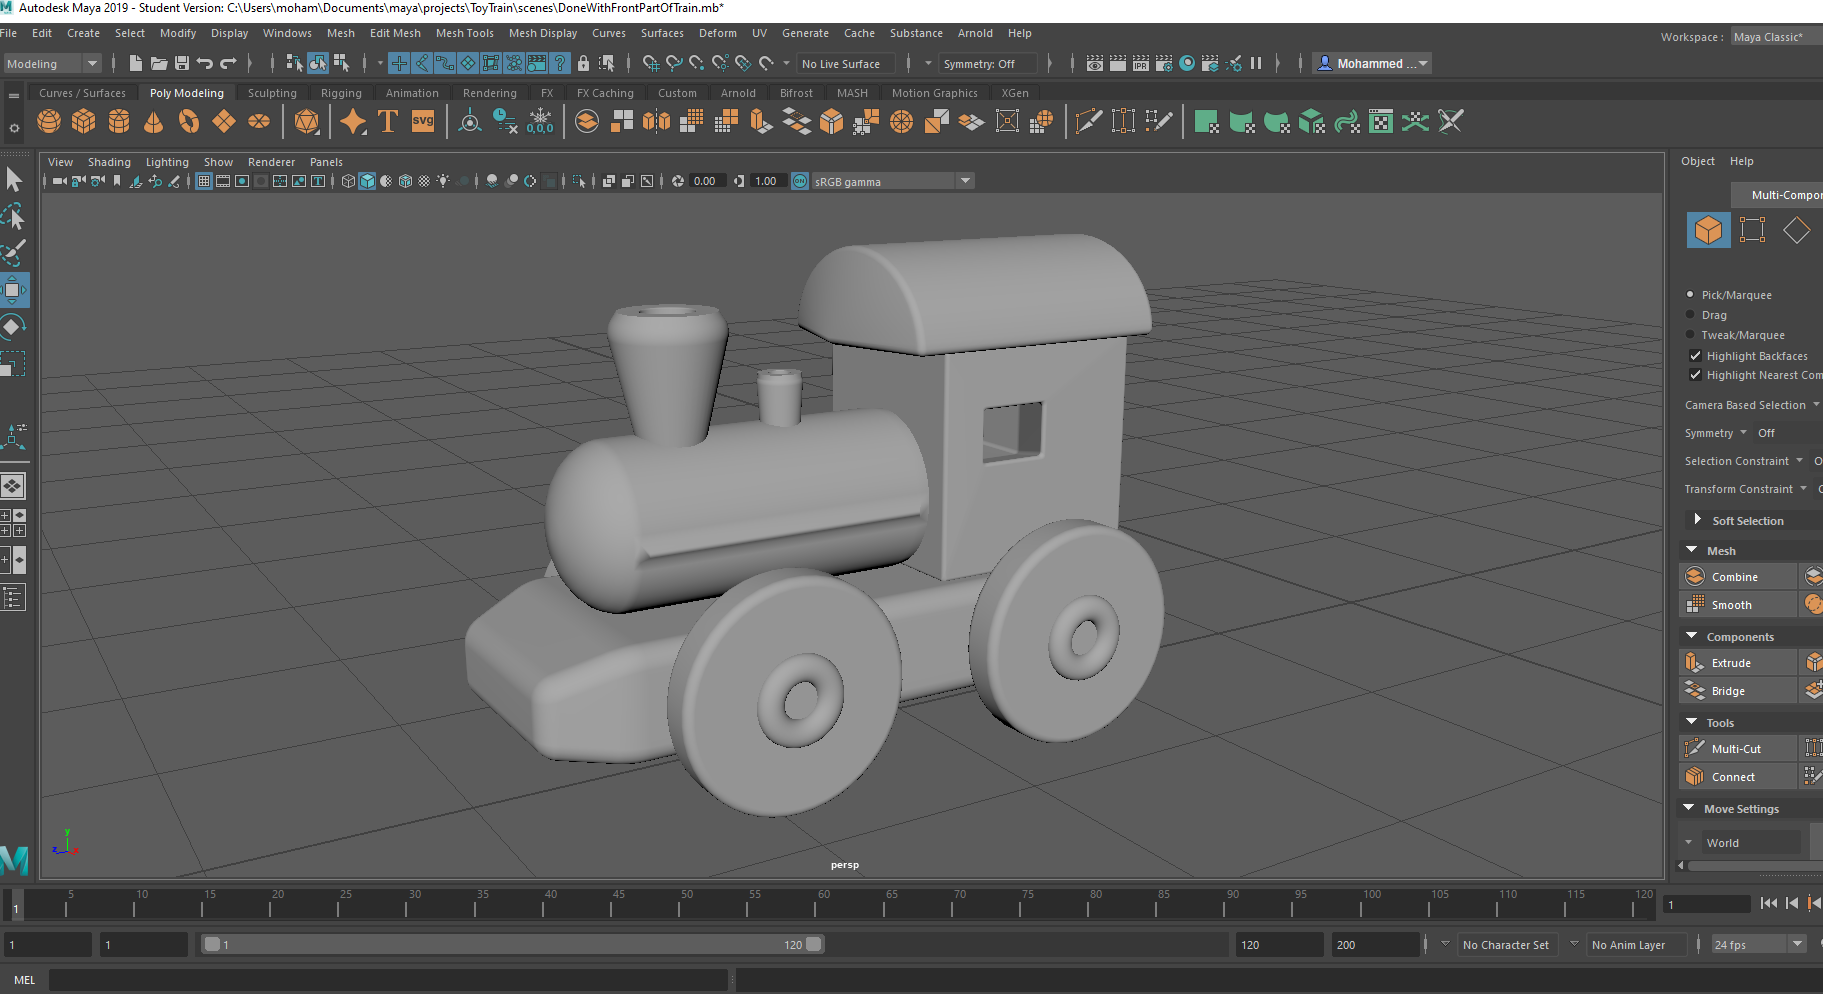 Autodesk Maya 2019 - Student Version: C:\Users\moham\Documents\maya\projects\ToyTrain\scenes\DoneWithFrontPartOfTrain.mb*
File Edit Create Select Modify Display Windows Mesh Edit Mesh Mesh Tools Mesh Display Curves Surfaces Deform UV Generate Cache Substance Arnold Help
Workspace : Maya Classic*
Modeling No Live Surface Symmetry: Off IPR Mohammed ...
Curves / Surfaces Poly Modeling Sculpting Rigging Animation Rendering FX FX Caching Custom Arnold Bifrost MASH Motion Graphics XGen
T SVG 0,0,0
View Shading Lighting Show Renderer Panels
0.00 1.00 ON sRGB gamma
Object Help
Multi-Compor
Pick/Marquee
Drag
Tweak/Marquee
Highlight Backfaces
Highlight Nearest Com
Camera Based Selection
Symmetry Off
Selection Constraint
Transform Constraint
Soft Selection
Mesh
Combine
Smooth
Components
Extrude
Bridge
Tools
Multi-Cut
Connect
Move Settings
World
y
z x
persp
M
1 5 10 15 20 25 30 35 40 45 50 55 60 65 70 75 80 85 90 95 100 105 110 115 120 1
1 1 1 120 120 200 No Character Set No Anim Layer 24 fps
MEL